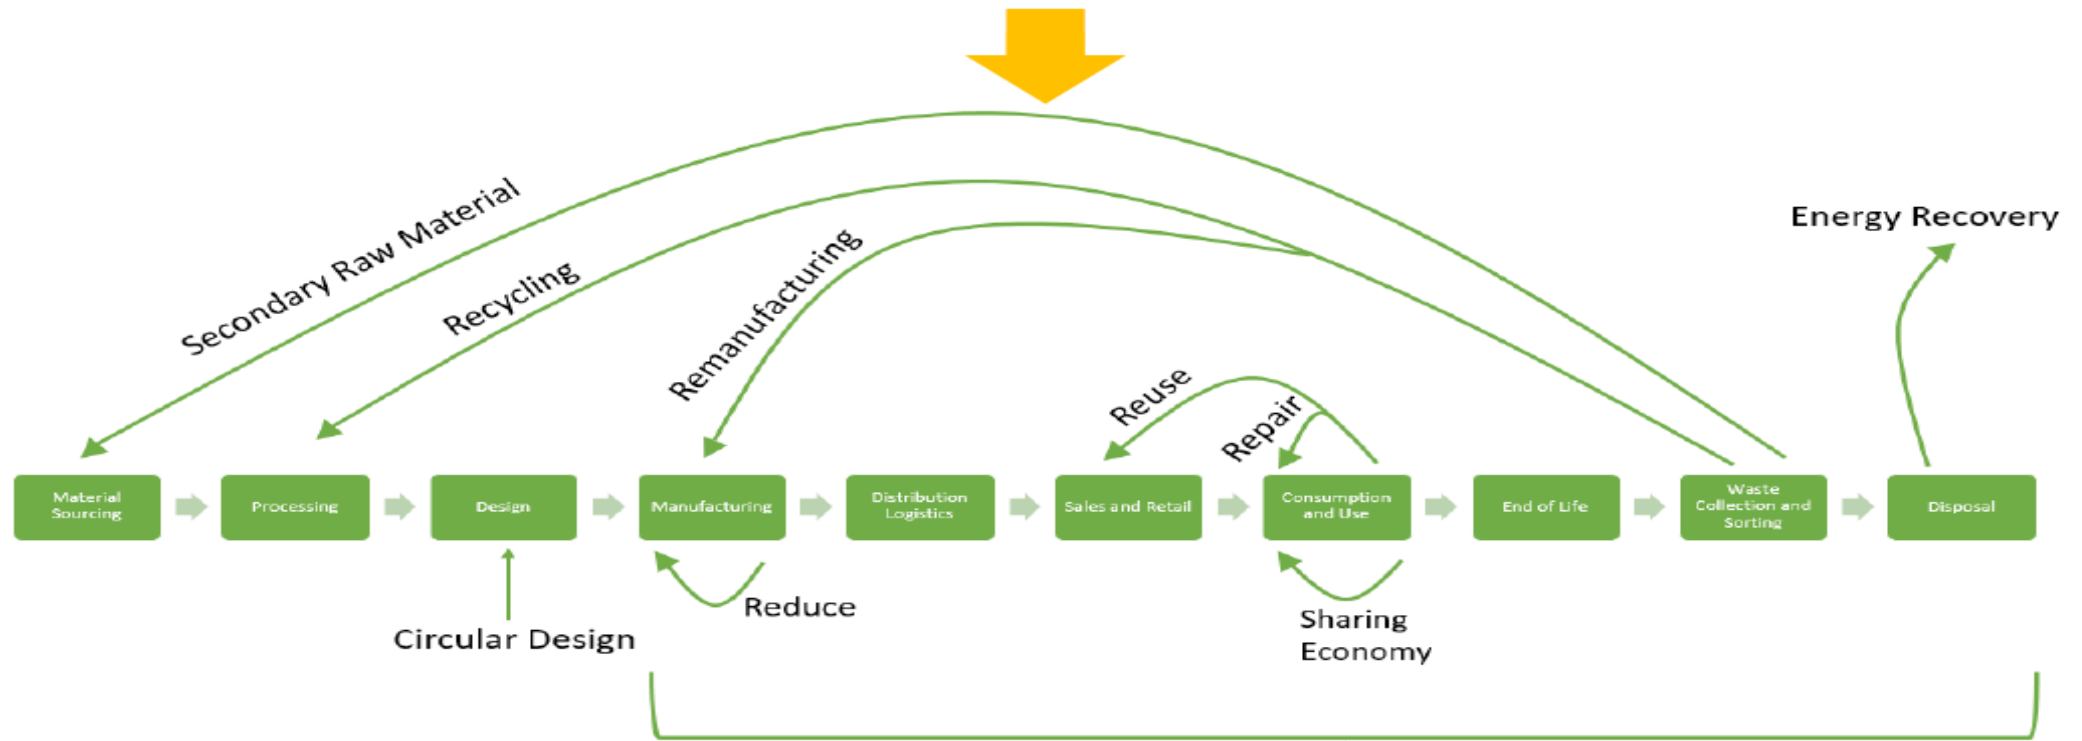 Energy Recovery
Secondary Raw Material
Recycling
Remanufacturing
Reuse
Repair
Material
Sourcing
Processing
Design
Manufacturing
Distribution
Logistics
Sales and Retail
Consumption
and Use
End of Life
Waste
Collection and
Sorting
Disposal
Circular Design
Reduce
Sharing
Economy